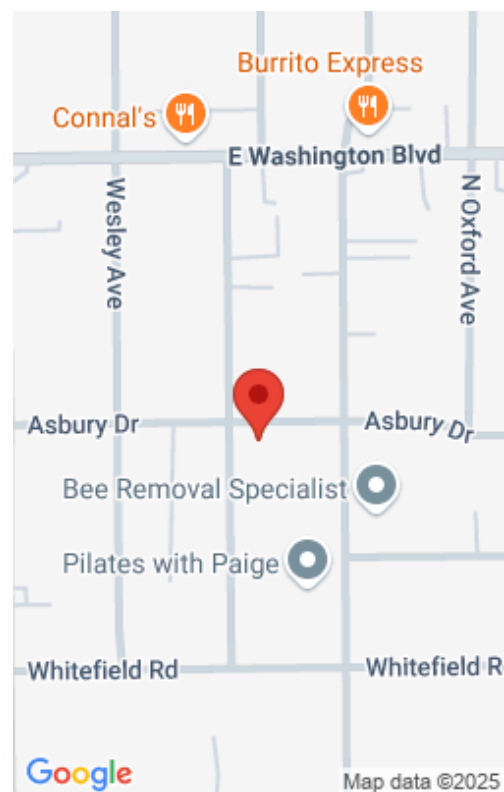 Burrito Express
Connal's
E Washington Blvd
Wesley Ave
N Oxford Ave
Asbury Dr
Asbury Dr
Bee Removal Specialist
Pilates with Paige
Whitefield Rd
Whitefield R
Google
Map data ©2025